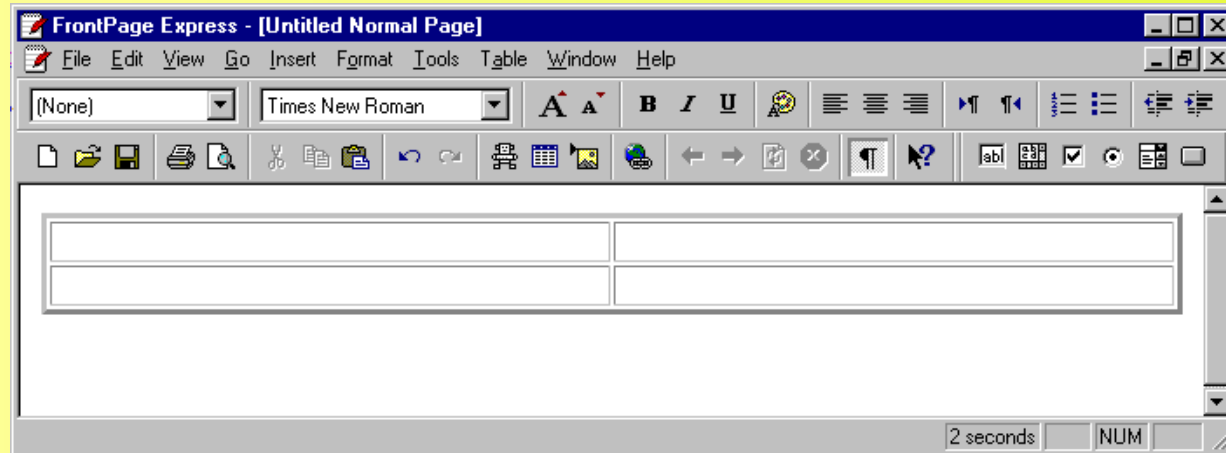 FrontPage Express - [Untitled Normal Page]
File Edit View Go Insert Format Tools Table Window Help
(None) Times New Roman A A B I U
abl
2 seconds NUM